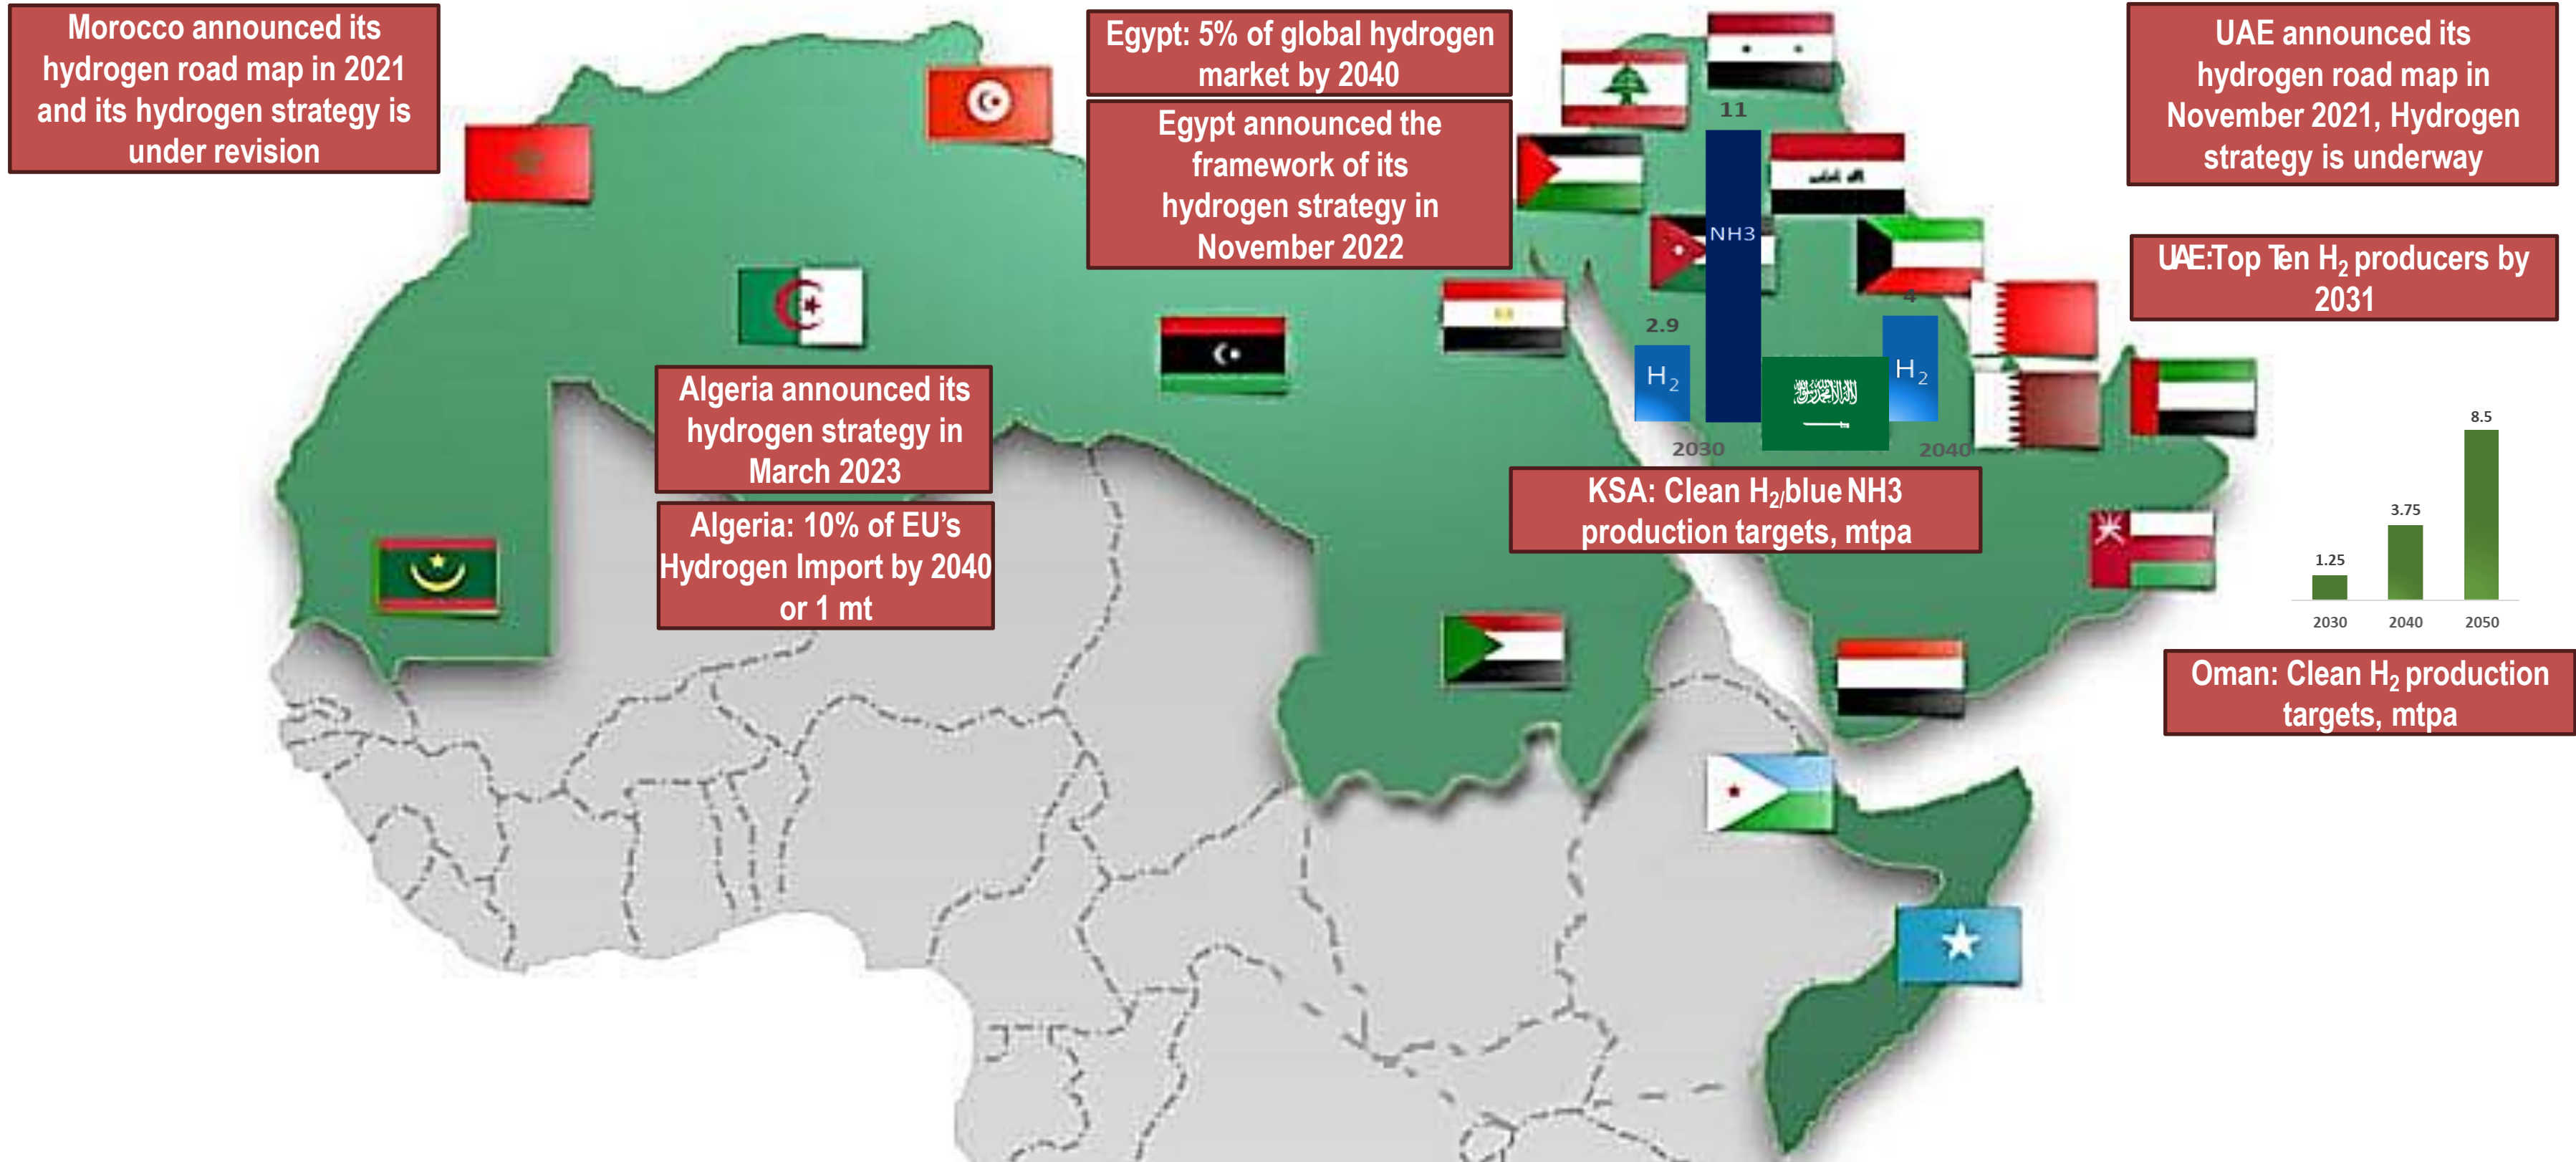 Morocco announced its
hydrogen road map in 2021
and its hydrogen strategy is
under revision
Egypt: 5% of global hydrogen
market by 2040
Egypt announced the
framework of its
hydrogen strategy in
November 2022
UAE announced its
hydrogen road map in
November 2021, Hydrogen
strategy is underway
UAE:Top Ten H₂ producers by
2031
Algeria announced its
hydrogen strategy in
March 2023
Algeria: 10% of EU’s
Hydrogen Import by 2040
or 1 mt
11
NH3
2.9
H₂
4
H₂
2030
2040
KSA: Clean H₂/blue NH3
production targets, mtpa
8.5
3.75
1.25
2030
2040
2050
Oman: Clean H₂ production
targets, mtpa